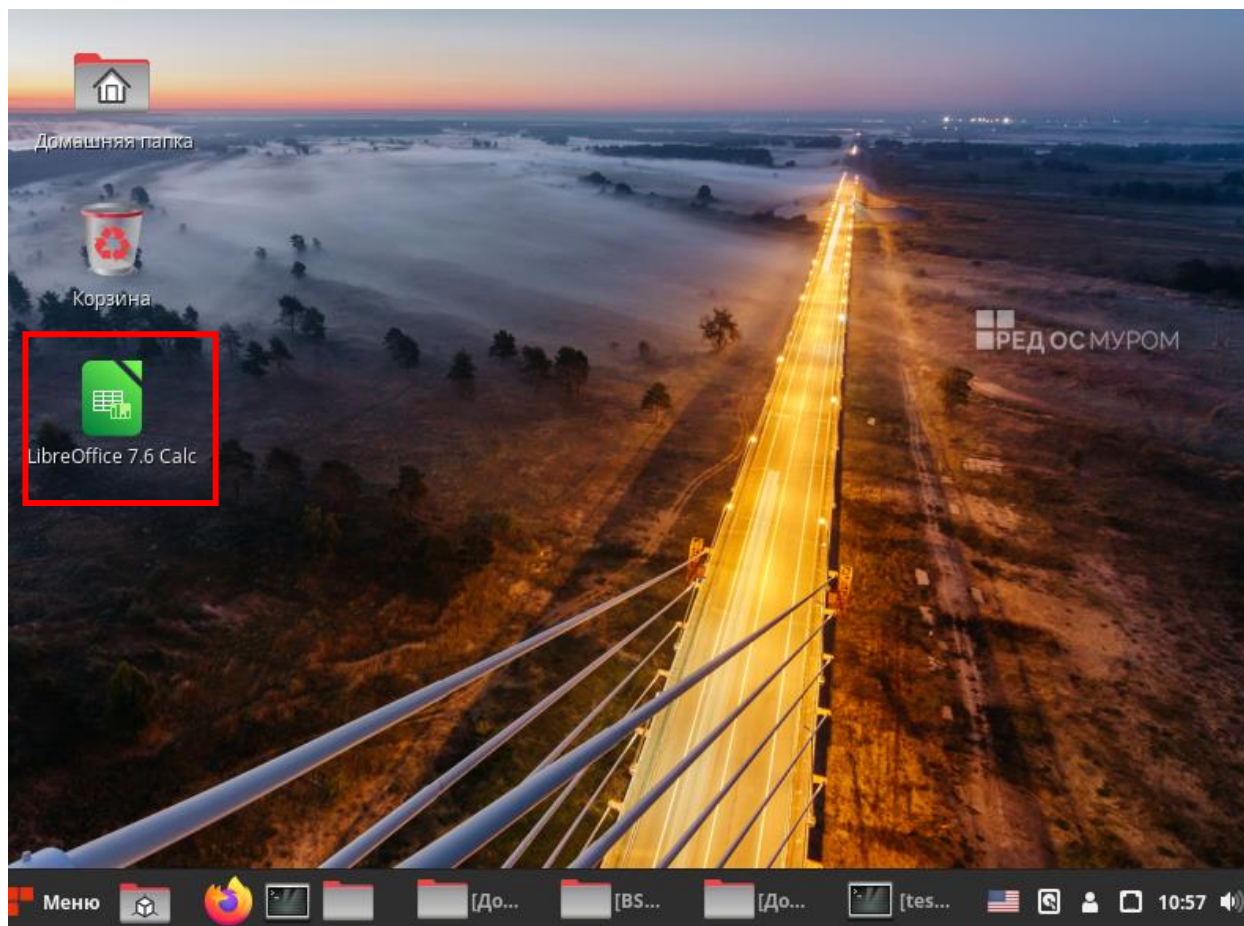 Домашняя папка
Корзина
РЕД ОС МУРОМ
LibreOffice 7.6 Calc
Меню
[До...
[BS...
[До...
[tes...
10:57